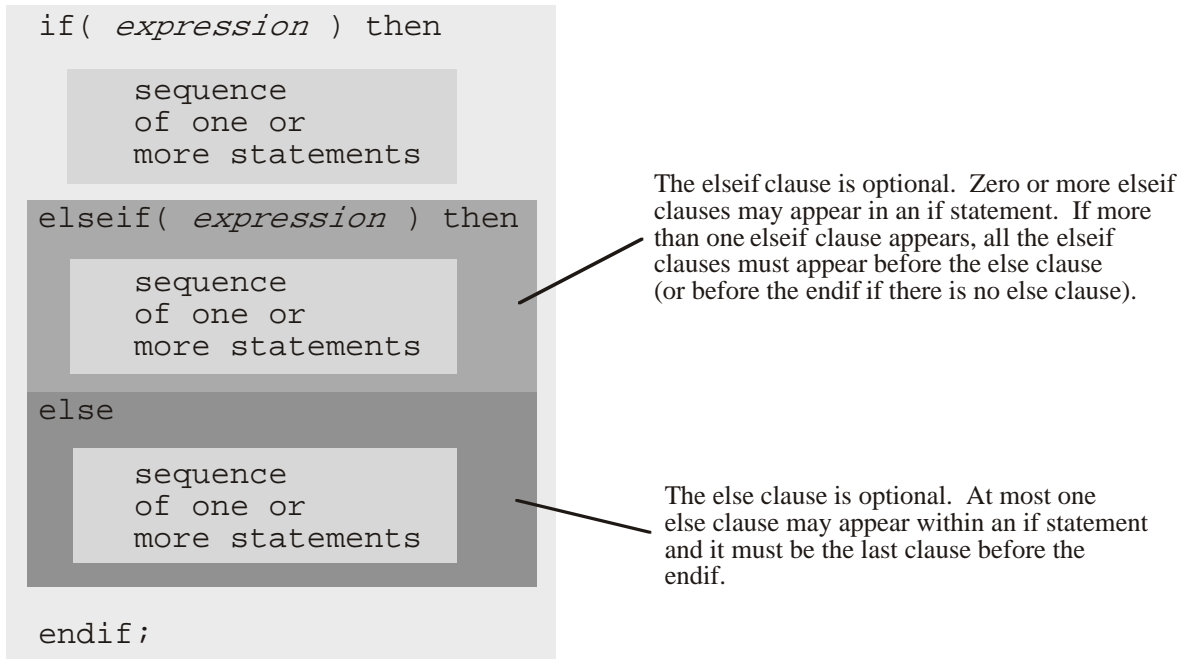 if( expression ) then
sequence
of one or
more statements
elseif( expression ) then
sequence
of one or
more statements
else
sequence
of one or
more statements
endif;
The elseif clause is optional. Zero or more elseif
clauses may appear in an if statement. If more
than one elseif clause appears, all the elseif
clauses must appear before the else clause
(or before the endif if there is no else clause).
The else clause is optional. At most one
else clause may appear within an if statement
and it must be the last clause before the
endif.